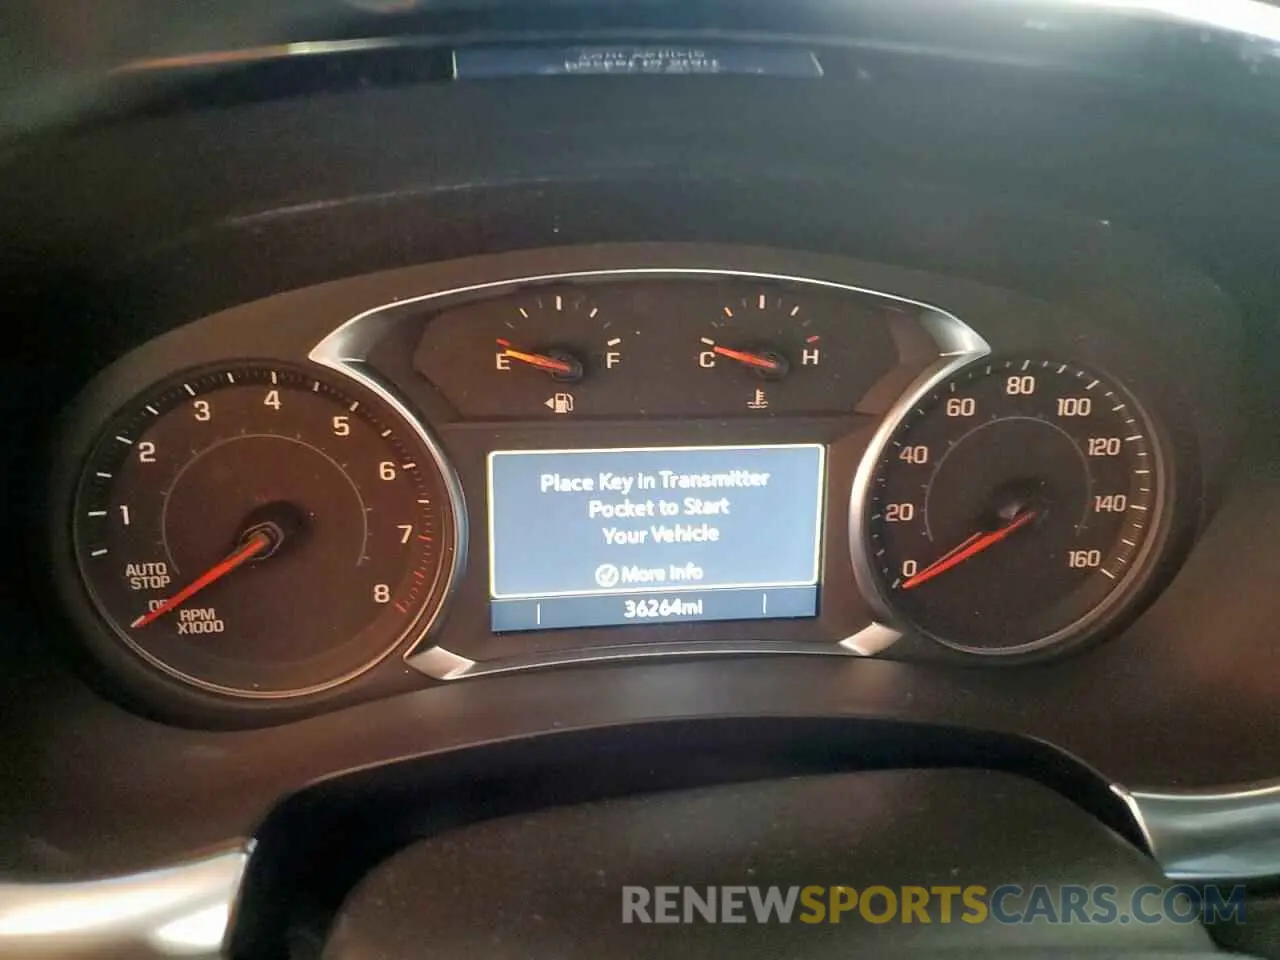 E F C H
1 2 3 4 5 6 7 8
AUTO
STOP
RPM
X1000
Place Key in Transmitter
Pocket to Start
Your Vehicle
More Info
36264mi
0 20 40 60 80 100 120 140 160
RENEWSPORTSCARS.COM